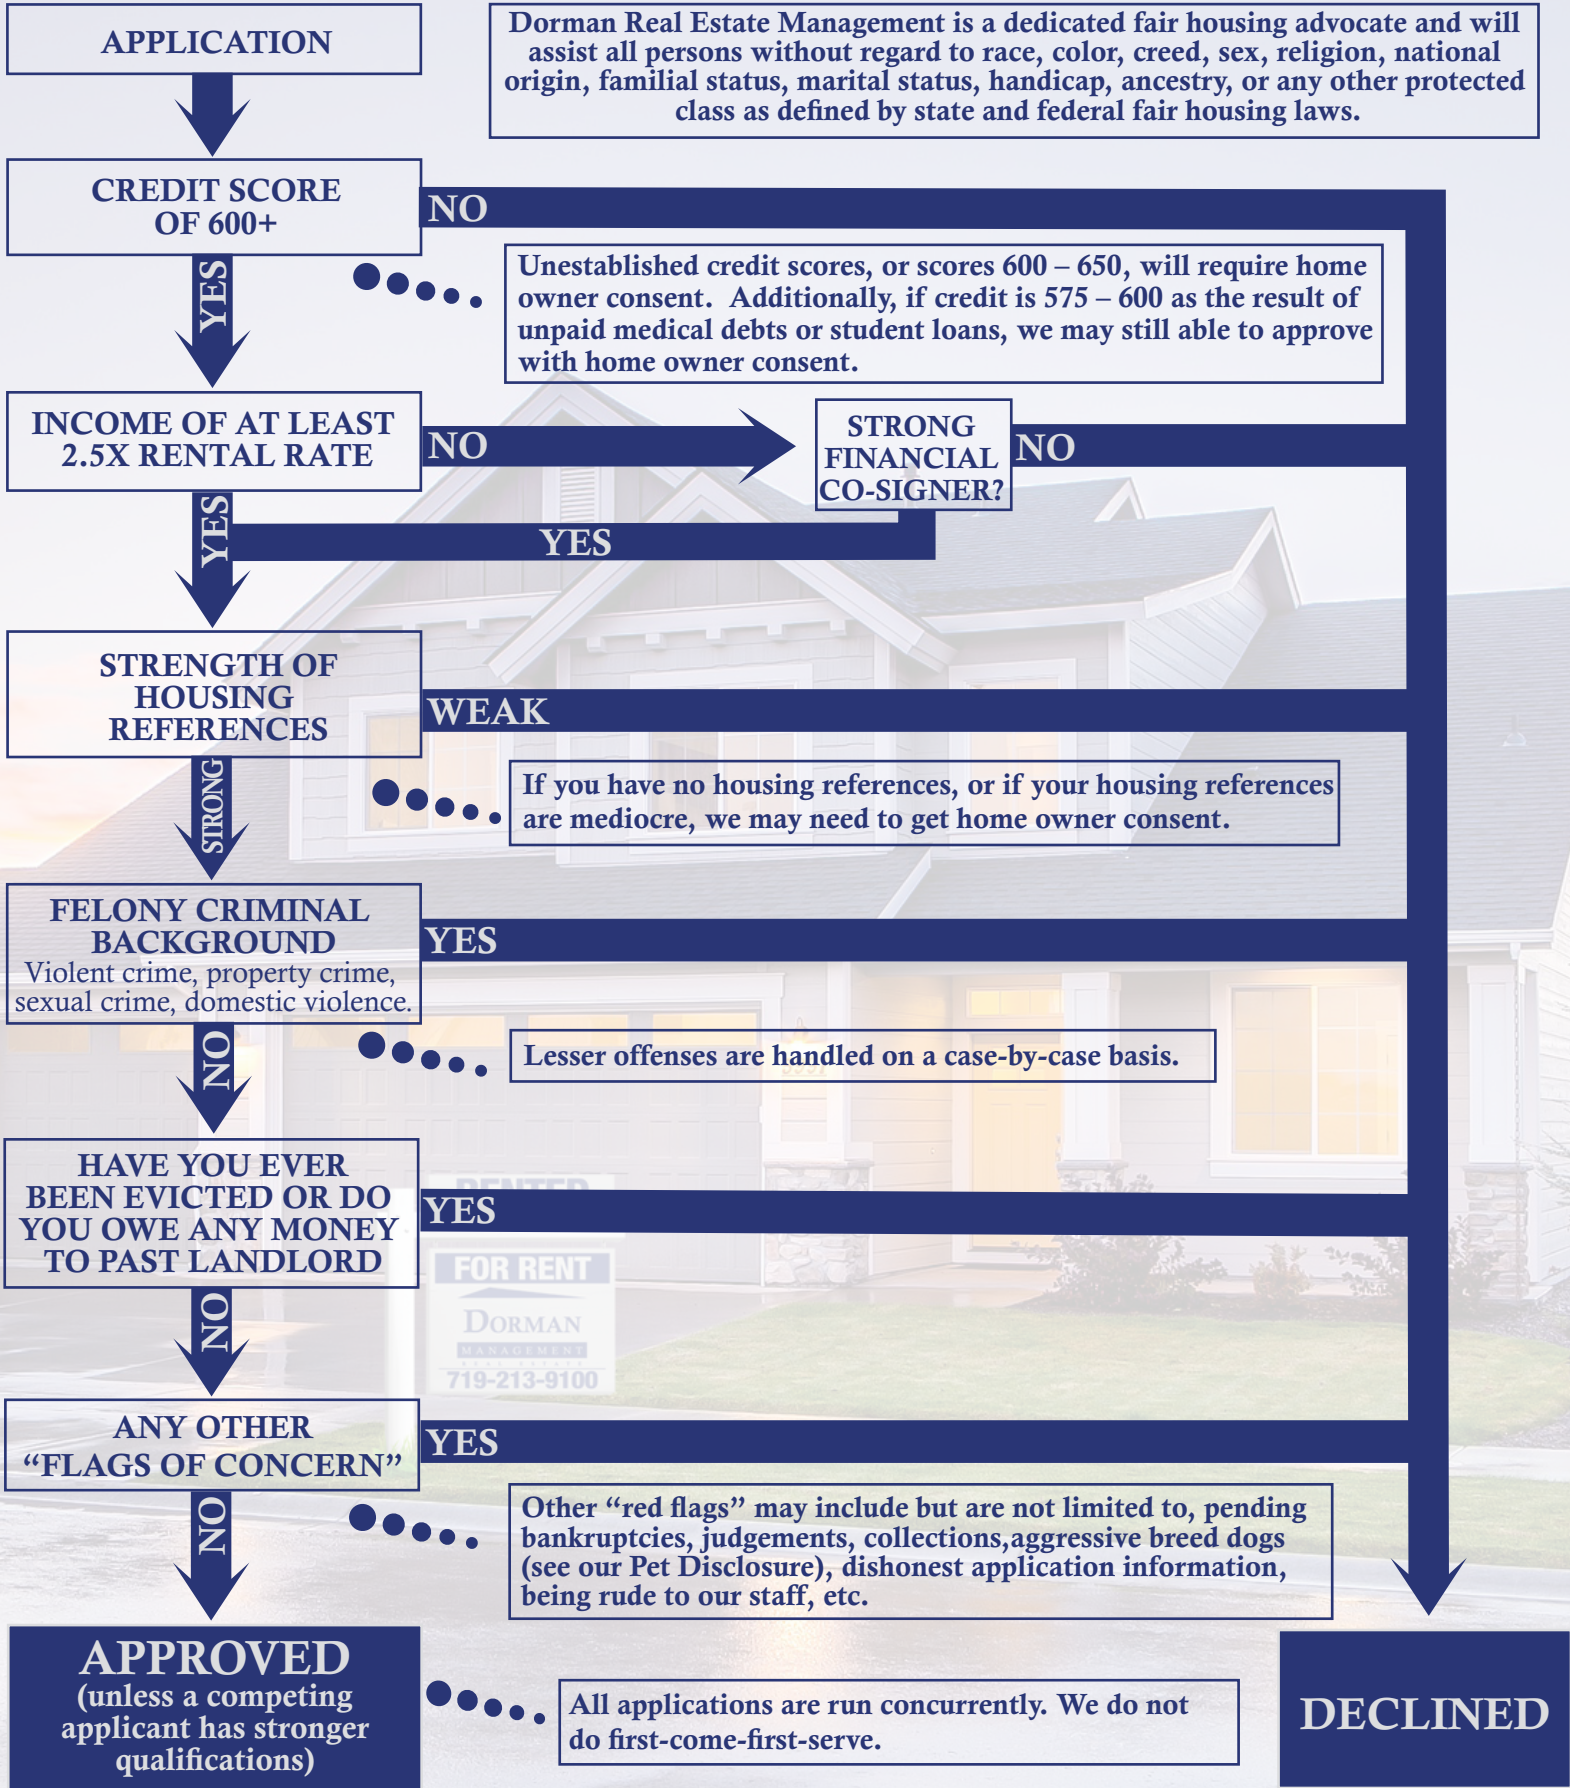 APPLICATION
Dorman Real Estate Management is a dedicated fair housing advocate and will
assist all persons without regard to race, color, creed, sex, religion, national
origin, familial status, marital status, handicap, ancestry, or any other protected
class as defined by state and federal fair housing laws.
CREDIT SCORE
OF 600+
NO
YES
Unestablished credit scores, or scores 600 – 650, will require home
owner consent.  Additionally, if credit is 575 – 600 as the result of
unpaid medical debts or student loans, we may still able to approve
with home owner consent.
INCOME OF AT LEAST
2.5X RENTAL RATE
NO
STRONG
FINANCIAL
CO-SIGNER?
NO
YES
YES
STRENGTH OF
HOUSING
REFERENCES
WEAK
STRONG
If you have no housing references, or if your housing references
are mediocre, we may need to get home owner consent.
FELONY CRIMINAL
BACKGROUND
Violent crime, property crime,
sexual crime, domestic violence.
YES
NO
Lesser offenses are handled on a case-by-case basis.
HAVE YOU EVER
BEEN EVICTED OR DO
YOU OWE ANY MONEY
TO PAST LANDLORD
YES
RENTED
FOR RENT
DORMAN
MANAGEMENT
REAL ESTATE
719-213-9100
NO
ANY OTHER
“FLAGS OF CONCERN”
YES
NO
Other “red flags” may include but are not limited to, pending
bankruptcies, judgements, collections,aggressive breed dogs
(see our Pet Disclosure), dishonest application information,
being rude to our staff, etc.
APPROVED
(unless a competing
applicant has stronger
qualifications)
All applications are run concurrently. We do not
do first-come-first-serve.
DECLINED